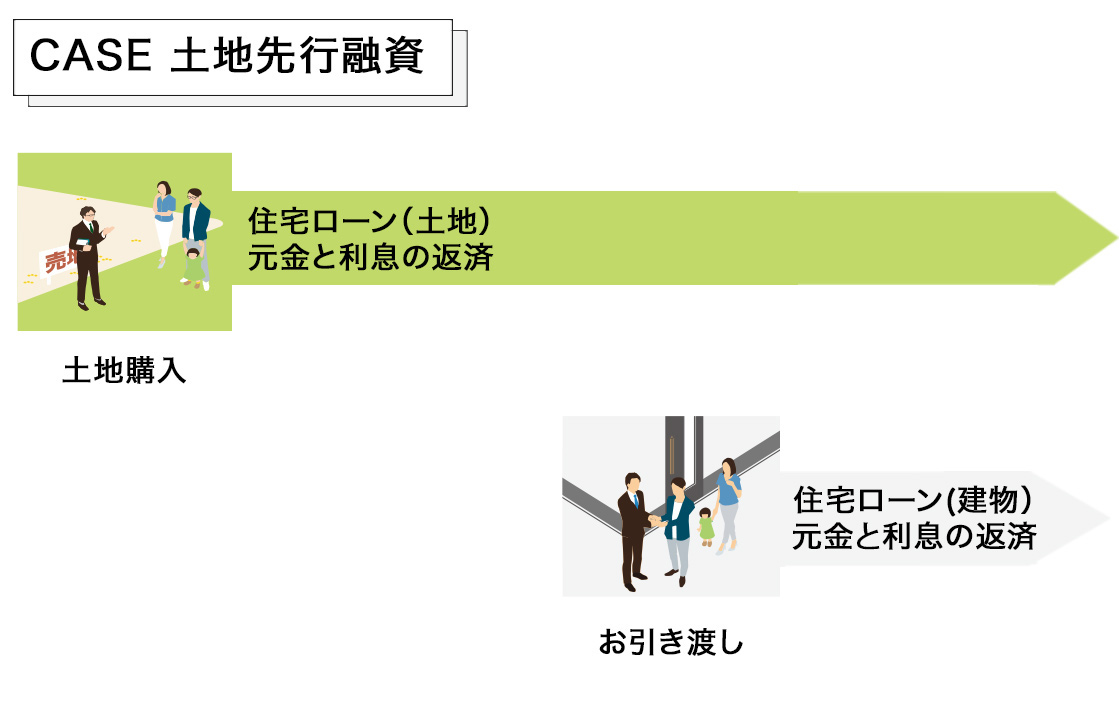 CASE 土地先行融資
住宅ローン（土地）
元金と利息の返済
売地
土地購入
住宅ローン(建物）
元金と利息の返済
お引き渡し